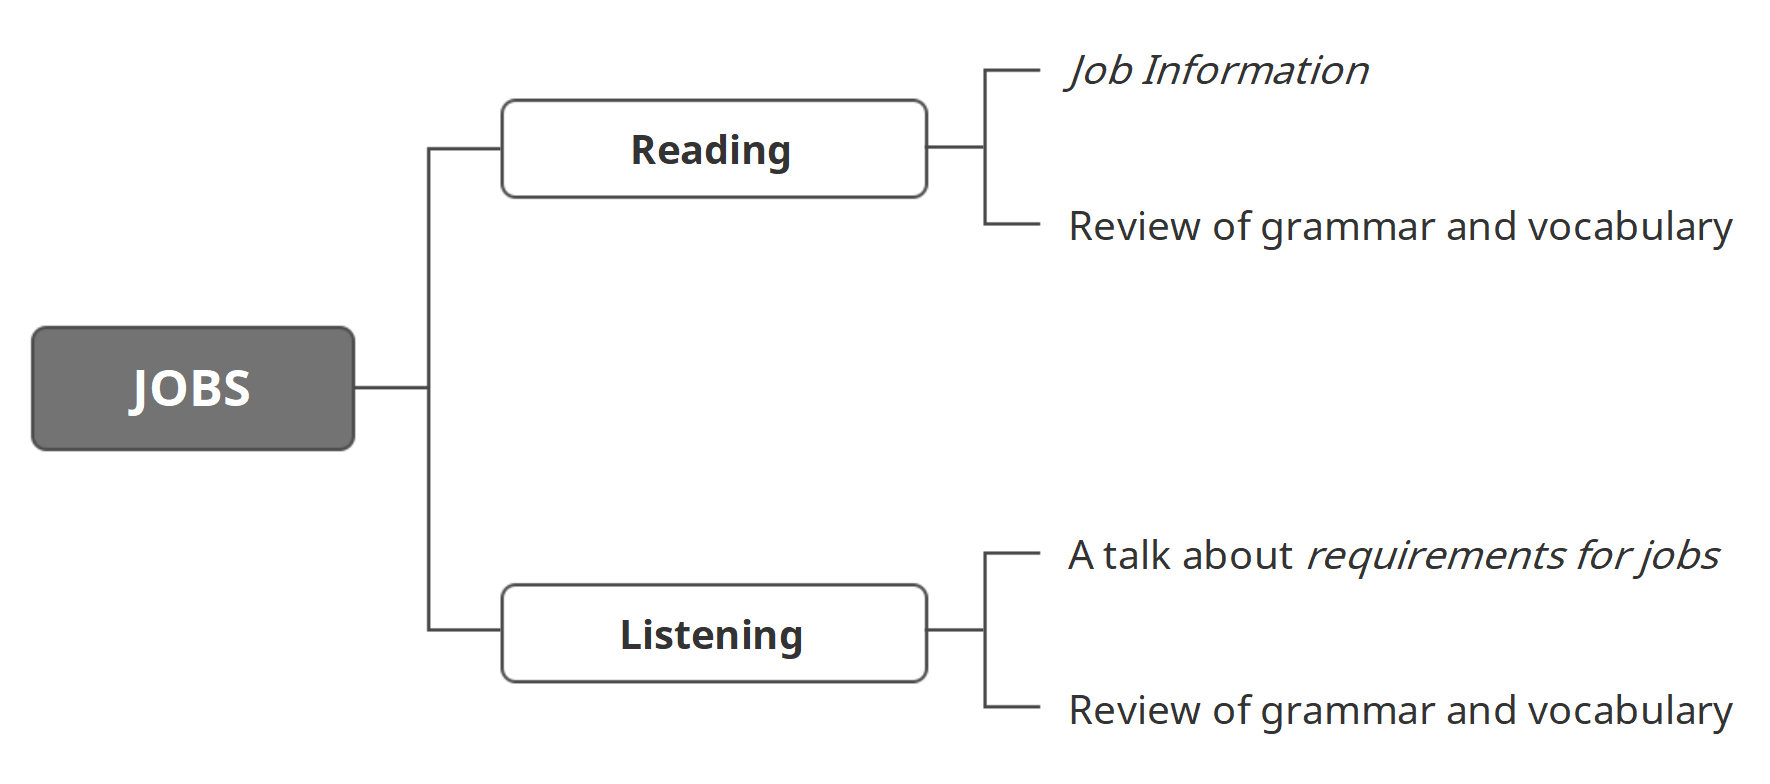 JOBS
Reading
Job Information
Review of grammar and vocabulary
Listening
A talk about requirements for jobs
Review of grammar and vocabulary